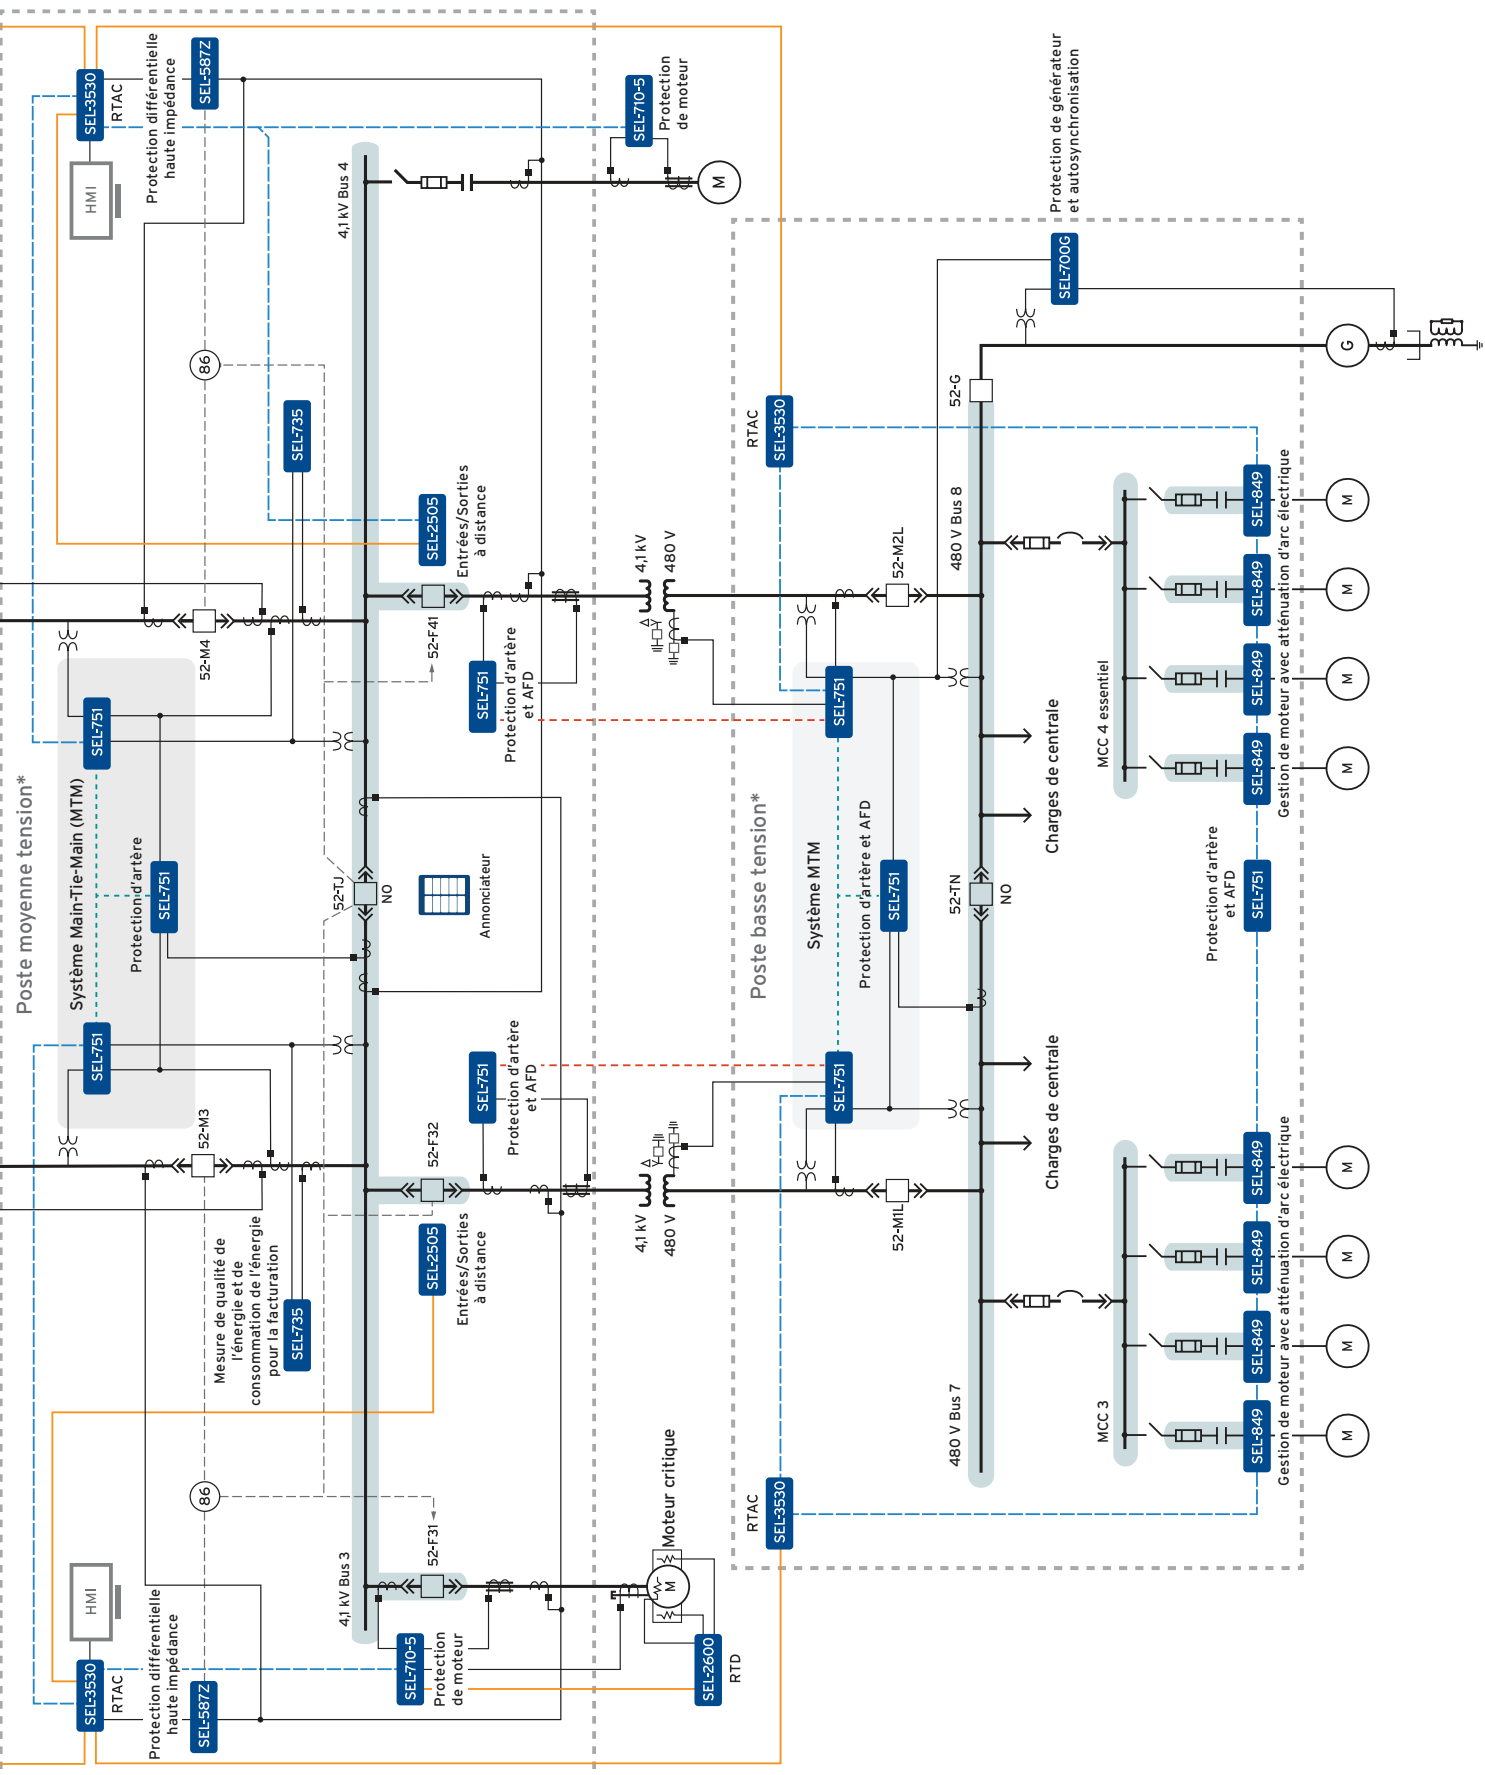 Poste moyenne tension*
HMI
SEL-3530
RTAC
Protection différentielle
haute impédance
SEL-587Z
86
52-M3
Mesure de qualité de
l'énergie et de
consommation de l'énergie
pour la facturation
SEL-735
Système Main-Tie-Main (MTM)
SEL-751
SEL-751
Protection d'artère
SEL-751
52-M4
SEL-735
86
HMI
SEL-3530
RTAC
Protection différentielle
haute impédance
SEL-587Z
4,1 kV Bus 3
52-TJ
NO
4,1 kV Bus 4
52-F31
SEL-710-5
Protection
de moteur
Moteur critique
M
SEL-2600
RTD
52-F32
SEL-2505
Entrées/Sorties
à distance
SEL-751
Protection d'artère
et AFD
Annonciateur
52-F41
SEL-2505
Entrées/Sorties
à distance
SEL-751
Protection d'artère
et AFD
SEL-710-5
Protection
de moteur
M
4,1 kV
480 V
4,1 kV
480 V
Poste basse tension*
RTAC
SEL-3530
Système MTM
SEL-751
SEL-751
Protection d'artère et AFD
SEL-751
RTAC
SEL-3530
52-M1L
52-M2L
480 V Bus 7
52-TN
NO
480 V Bus 8
52-G
SEL-700G
Protection de générateur
et autosynchronisation
G
Charges de centrale
Charges de centrale
MCC 3
MCC 4 essentiel
SEL-849
SEL-849
SEL-849
SEL-849
Gestion de moteur avec atténuation d'arc électrique
M
M
M
M
Protection d'artère
et AFD
SEL-751
SEL-849
SEL-849
SEL-849
SEL-849
Gestion de moteur avec atténuation d'arc électrique
M
M
M
M